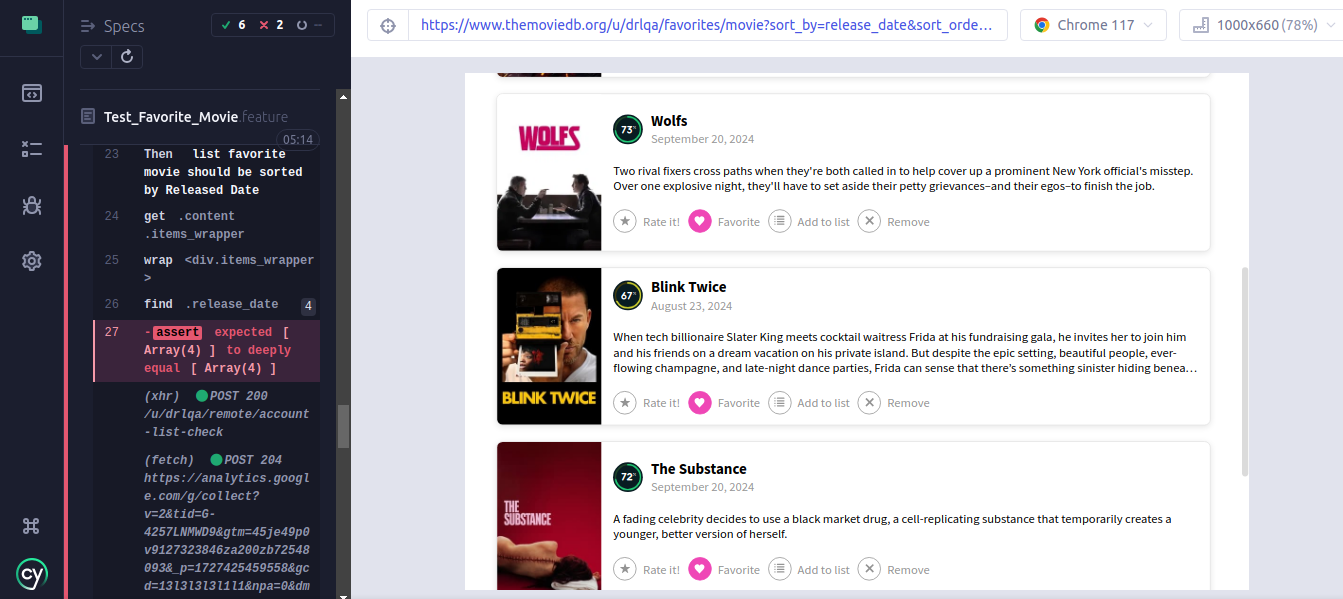 Specs
6
2
--
https://www.themoviedb.org/u/drlqa/favorites/movie?sort_by=release_date&sort_orde...
Chrome 117
1000x660 (78%)
Test_Favorite_Movie.feature
05:14
23 Then list favorite
movie should be sorted
by Released Date
24 get .content
.items_wrapper
25 wrap <div.items_wrapper
>
26 find .release_date 4
27 -assert expected [
Array(4) ] to deeply
equal [ Array(4) ]
(xhr) POST 200
/u/drlqa/remote/account
-list-check
(fetch) POST 204
https://analytics.googl
e.com/g/collect?
v=2&tid=G-
4257LNMWD9&gtm=45je49p0
v9127323846za200zb72548
093&_p=1727425459558&gc
d=13l3l3l3l1l1&npa=0&dm
cy
WOLFS
73%
Wolfs
September 20, 2024
Two rival fixers cross paths when they're both called in to help cover up a prominent New York official's misstep.
Over one explosive night, they'll have to set aside their petty grievances–and their egos–to finish the job.
Rate it! Favorite Add to list Remove
BLINK TWICE
67%
Blink Twice
August 23, 2024
When tech billionaire Slater King meets cocktail waitress Frida at his fundraising gala, he invites her to join him
and his friends on a dream vacation on his private island. But despite the epic setting, beautiful people, ever-
flowing champagne, and late-night dance parties, Frida can sense that there's something sinister hiding benea...
Rate it! Favorite Add to list Remove
THE
SUBSTANCE
72%
The Substance
September 20, 2024
A fading celebrity decides to use a black market drug, a cell-replicating substance that temporarily creates a
younger, better version of herself.
Rate it! Favorite Add to list Remove